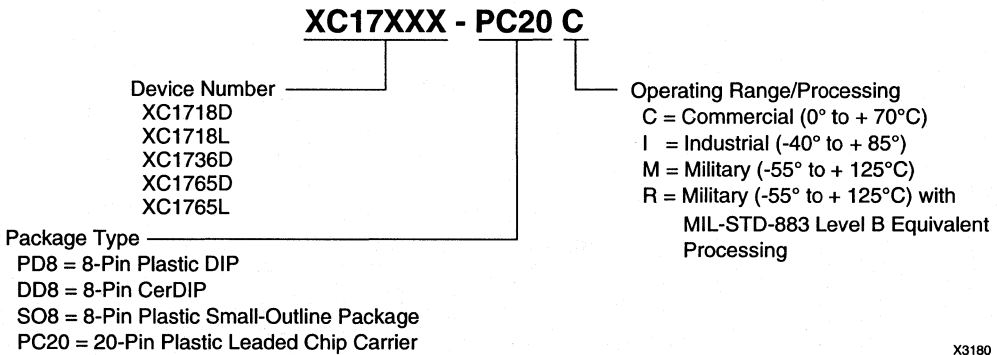 XC17XXX - PC20 C
Device Number
XC1718D
XC1718L
XC1736D
XC1765D
XC1765L
Package Type
PD8 = 8-Pin Plastic DIP
DD8 = 8-Pin CerDIP
SO8 = 8-Pin Plastic Small-Outline Package
PC20 = 20-Pin Plastic Leaded Chip Carrier
Operating Range/Processing
C = Commercial (0° to + 70°C)
I = Industrial (-40° to + 85°)
M = Military (-55° to + 125°C)
R = Military (-55° to + 125°C) with
MIL-STD-883 Level B Equivalent
Processing
X3180